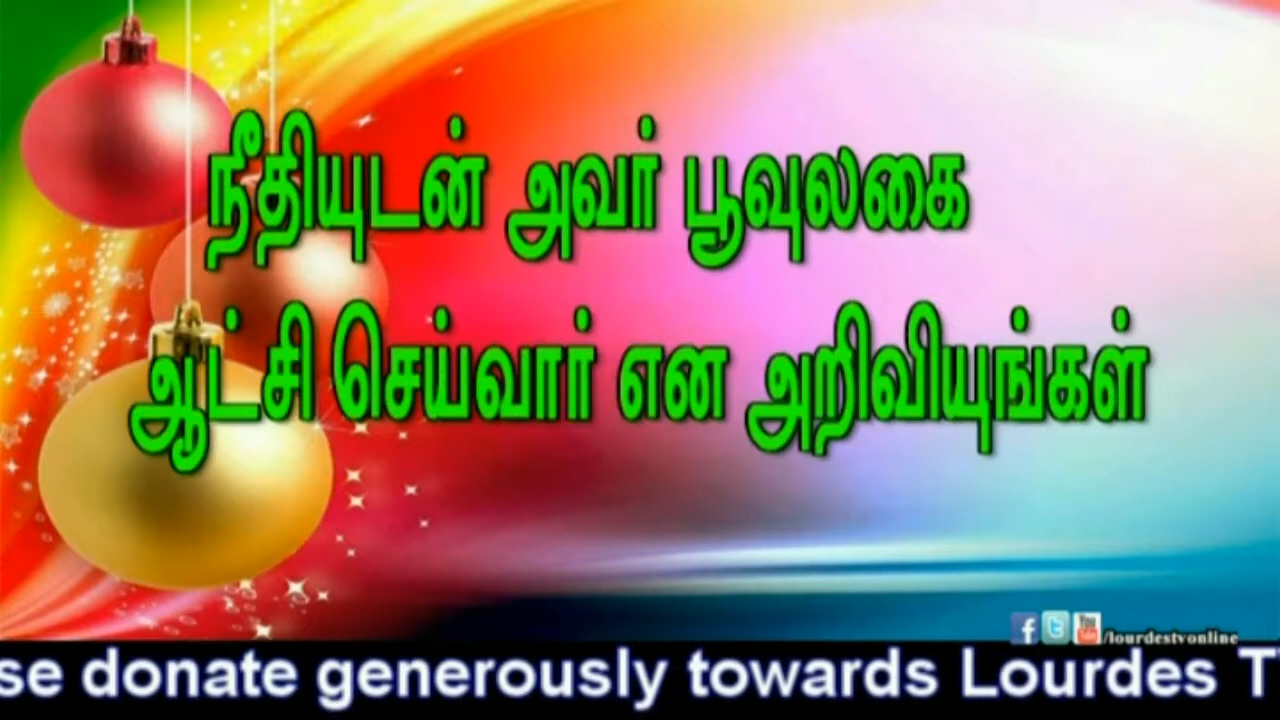 நீதியுடன் அவர் பூவுலகை
ஆட்சி செய்வார் என அறிவியுங்கள்
/lourdestvonline
se donate generously towards Lourdes T